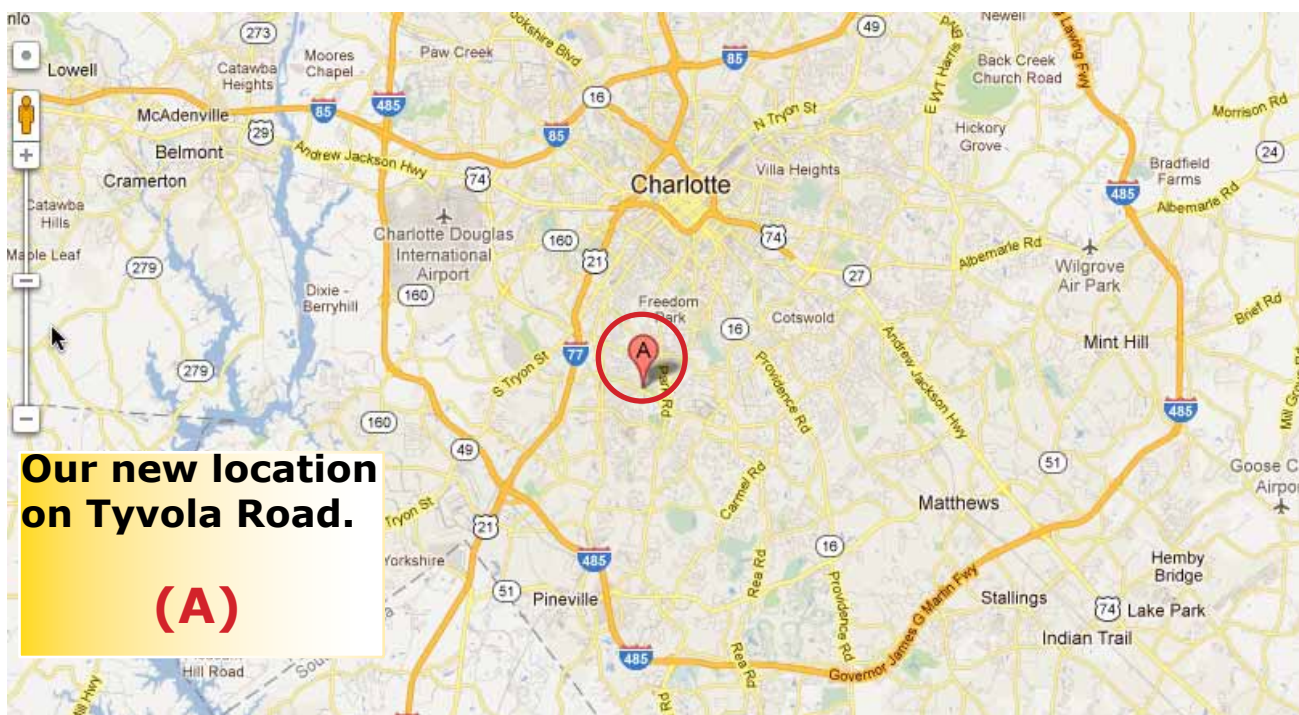 nlo
Lowell
273
Catawba
Heights
Moores
Chapel
Paw Creek
49
Newell
Back Creek
Church Road
E WT Harris
McAdenville
85
485
16
85
85
N Tryon St
Morrison Rd
Hickory
Grove
29
Belmont
Andrew Jackson Hwy
74
24
Cramerton
Charlotte
Villa Heights
Bradfield
Farms
485
Albemarle Rd
Catawba
Hills
Maple Leaf
279
Charlotte Douglas
International
Airport
160
21
74
Albemarle Rd
27
Wilgrove
Air Park
Dixie -
Berryhill
160
Freedom
Park
16
Cotswold
Brief Rd
Mint Hill
77
A
S Tryon St
Park Rd
Providence Rd
Andrew Jackson Hwy
279
160
49
485
51
Goose C
Airpo
Our new location
on Tyvola Road.
(A)
Tryon St
21
Carmel Rd
Matthews
Yorkshire
485
16
Rea Rd
Hemby
Bridge
51
Pineville
Providence Rd
Governor James G Martin Fwy
Stallings
74
Lake Park
Indian Trail
485
Rea Rd
Hill Road